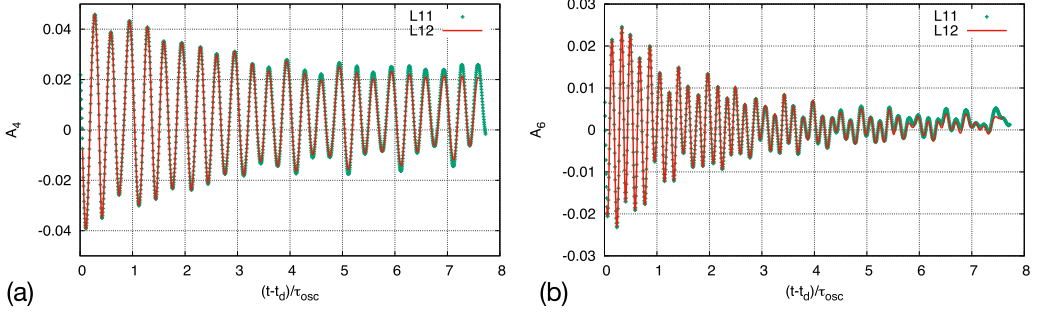 0.04
0.02
0
-0.02
-0.04
A4
L11
L12
0 1 2 3 4 5 6 7 8
(t-td)/τosc
(a)
0.03
0.02
0.01
0
-0.01
-0.02
-0.03
A6
L11
L12
0 1 2 3 4 5 6 7 8
(t-td)/τosc
(b)